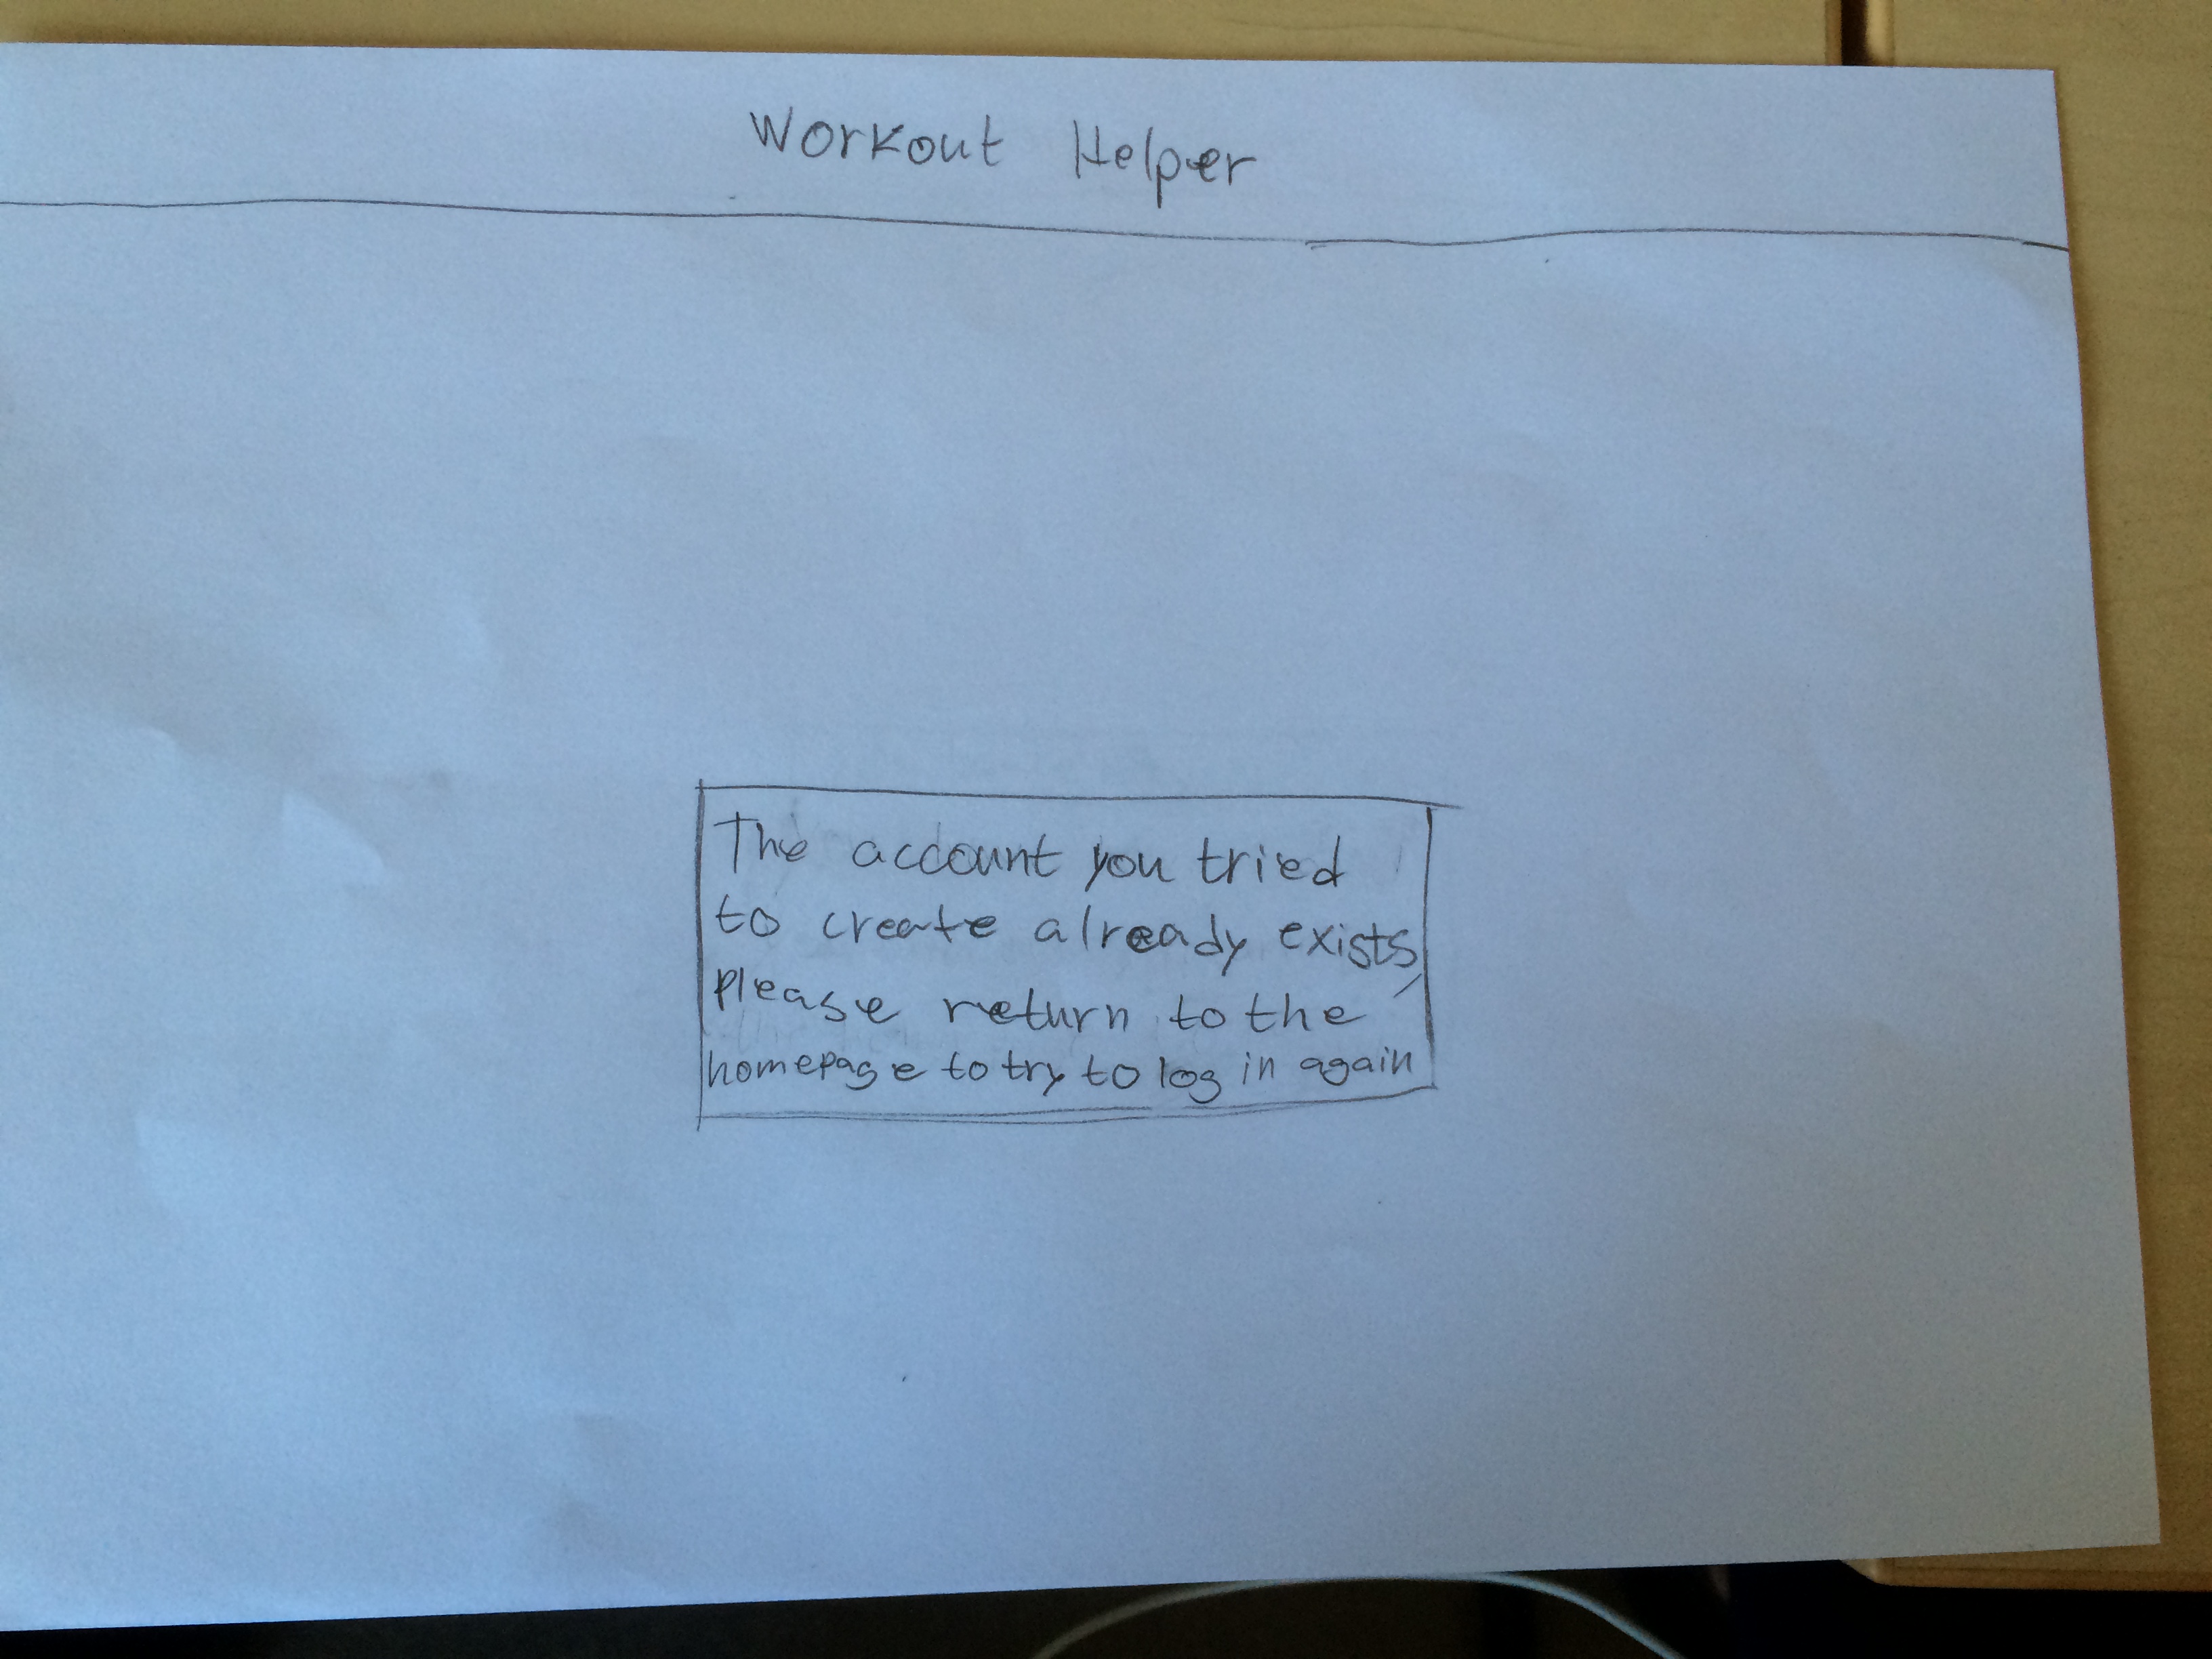 Workout Helper
The account you tried
to create already exists,
please return to the
homepage to try to log in again